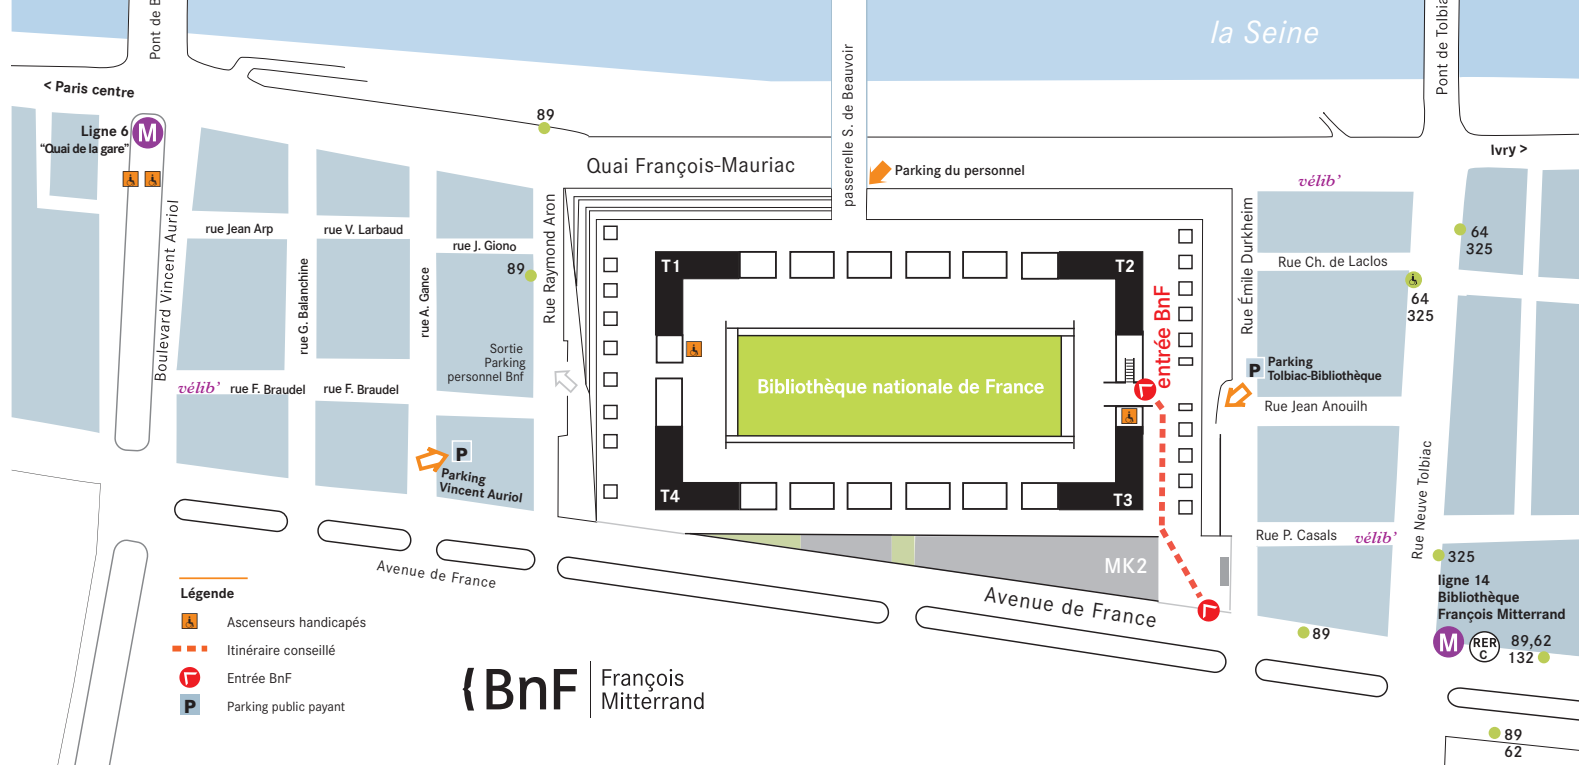 la Seine
Pont de B
passerelle S. de Beauvoir
Pont de Tolbia
< Paris centre
Ligne 6
M
"Quai de la gare"
89
Quai François-Mauriac
Parking du personnel
Ivry >
vélib'
Boulevard Vincent Auriol
rue Jean Arp
rue V. Larbaud
rue J. Giono
89
rue G. Balanchine
rue A. Gance
Rue Raymond Aron
Rue Émile Durkheim
64
325
Rue Ch. de Laclos
64
325
T1
T2
entrée BnF
Sortie
Parking
personnel Bnf
vélib'
rue F. Braudel
rue F. Braudel
Bibliothèque nationale de France
P
Parking
Tolbiac-Bibliothèque
Rue Jean Anouilh
P
Parking
Vincent Auriol
T4
T3
Rue Neuve Tolbiac
Rue P. Casals
vélib'
MK2
Avenue de France
Avenue de France
325
ligne 14
Bibliothèque
François Mitterrand
M
RER
C
89,62
132
89
89
62
Légende
Ascenseurs handicapés
Itinéraire conseillé
Entrée BnF
P
Parking public payant
{BnF
François
Mitterrand